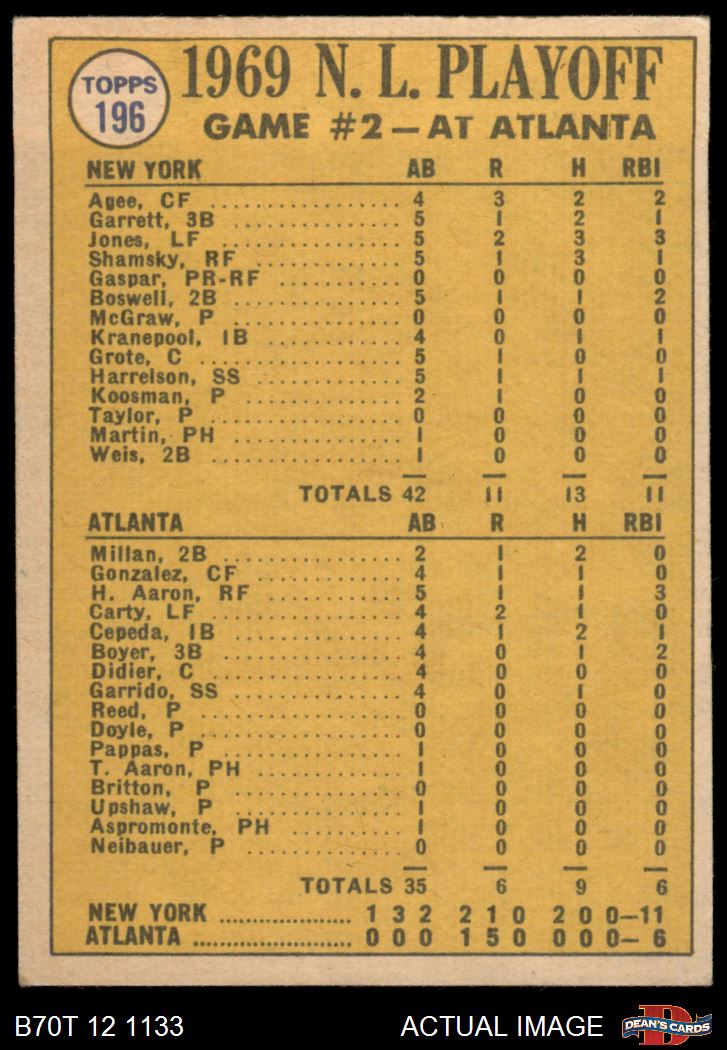 TOPPS
196
1969 N. L. PLAYOFF
GAME #2 — AT ATLANTA
NEW YORK AB R H RBI
Agee, CF .................... 4 3 2 2
Garrett, 3B .................... 5 1 2 1
Jones, LF .................... 5 2 3 3
Shamsky, RF .................... 5 1 3 1
Gaspar, PR-RF .................... 0 0 0 0
Boswell, 2B .................... 5 1 1 2
McGraw, P .................... 0 0 0 0
Kranepool, 1B .................... 4 0 1 1
Grote, C .................... 5 1 0 0
Harrelson, SS .................... 5 1 1 1
Koosman, P .................... 2 1 0 0
Taylor, P .................... 0 0 0 0
Martin, PH .................... 1 0 0 0
Weis, 2B .................... 1 0 0 0
TOTALS 42 11 13 11
ATLANTA AB R H RBI
Millan, 2B .................... 2 1 2 0
Gonzalez, CF .................... 4 1 1 0
H. Aaron, RF .................... 5 1 1 3
Carty, LF .................... 4 2 1 0
Cepeda, 1B .................... 4 1 2 1
Boyer, 3B .................... 4 0 1 2
Didier, C .................... 4 0 0 0
Garrido, SS .................... 4 0 1 0
Reed, P .................... 0 0 0 0
Doyle, P .................... 0 0 0 0
Pappas, P .................... 1 0 0 0
T. Aaron, PH .................... 1 0 0 0
Britton, P .................... 0 0 0 0
Upshaw, P .................... 1 0 0 0
Aspromonte, PH .................... 1 0 0 0
Neibauer, P .................... 0 0 0 0
TOTALS 35 6 9 6
NEW YORK .................... 1 3 2 2 1 0 2 0 0—11
ATLANTA .................... 0 0 0 1 5 0 0 0 0— 6
B70T 12 1133 ACTUAL IMAGE D DEAN'S CARDS